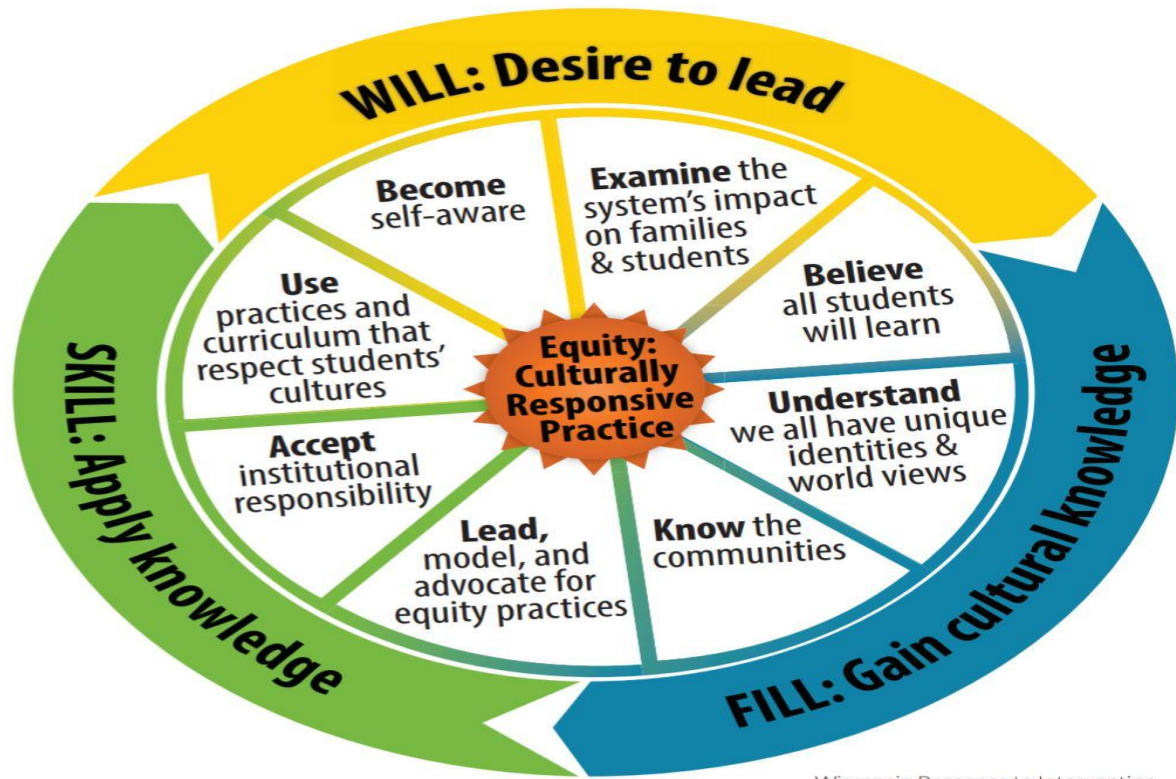 WILL: Desire to lead
Become
self-aware
Examine the
system's impact
on families
& students
Believe
all students
will learn
Understand
we all have unique
identities &
world views
Know the
communities
Lead,
model, and
advocate for
equity practices
Accept
institutional
responsibility
Use
practices and
curriculum that
respect students'
cultures
Equity:
Culturally
Responsive
Practice
FILL: Gain cultural knowledge
SKILL: Apply knowledge